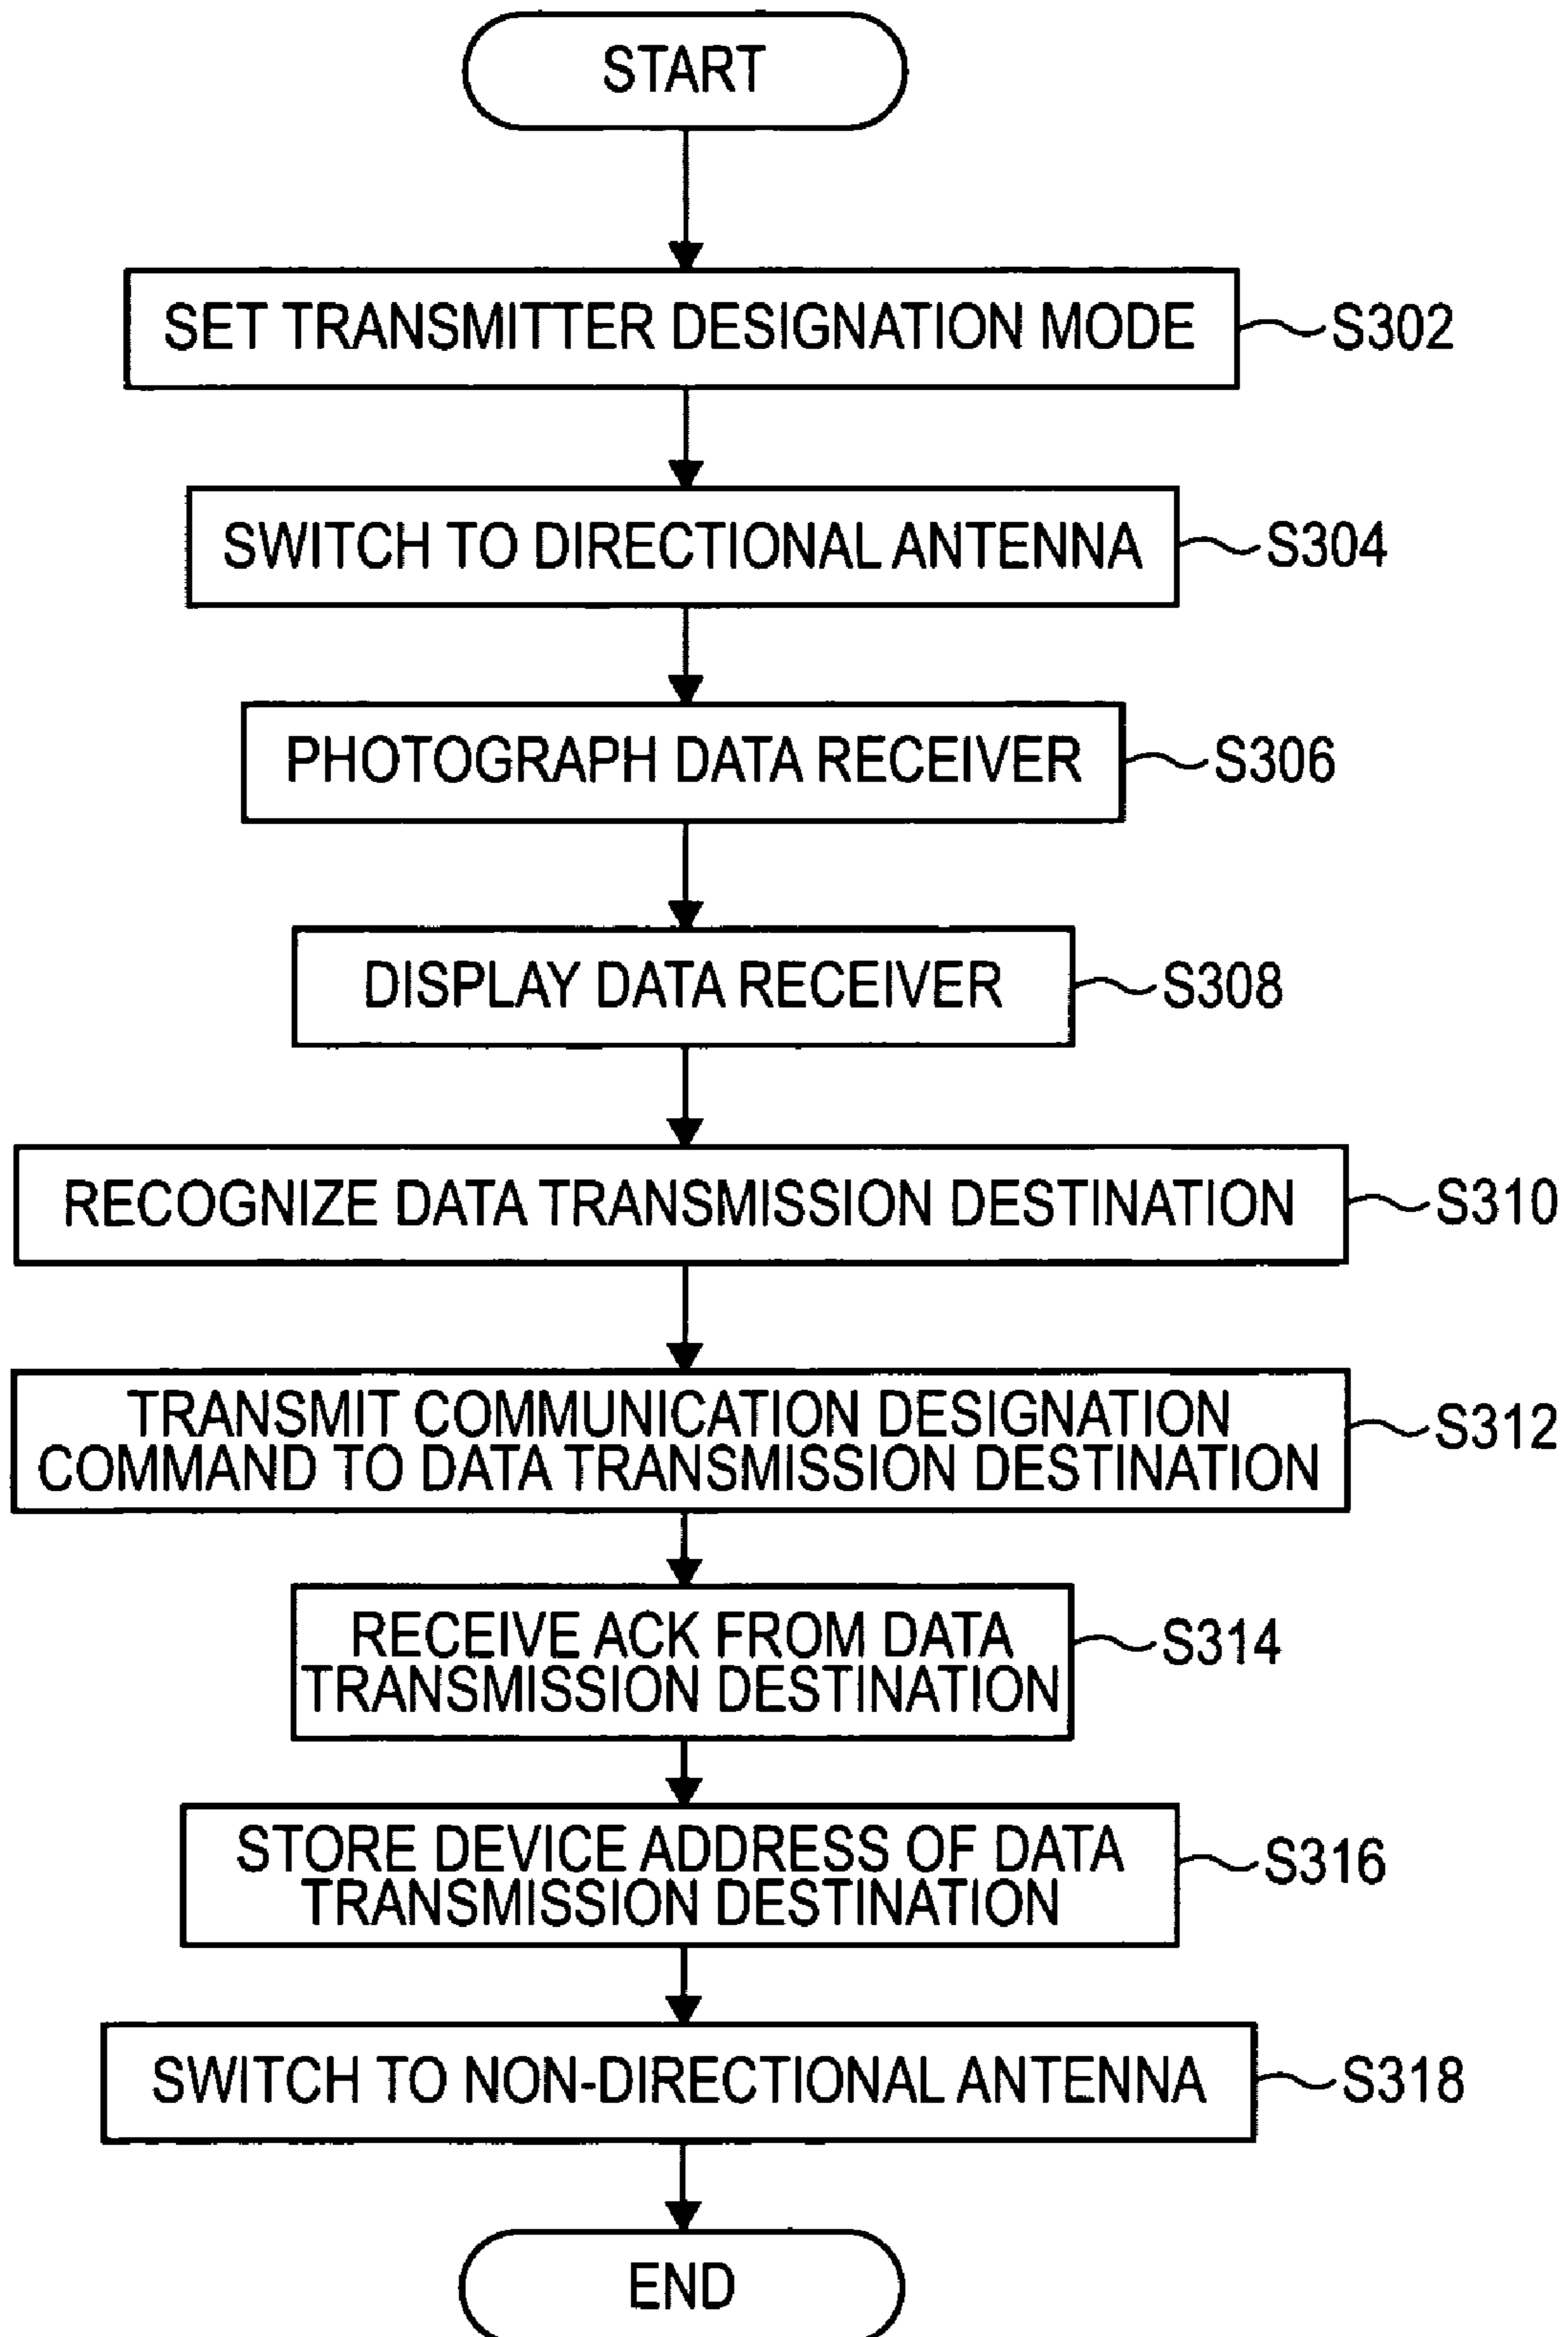 START
SET TRANSMITTER DESIGNATION MODE
S302
SWITCH TO DIRECTIONAL ANTENNA
S304
PHOTOGRAPH DATA RECEIVER
S306
DISPLAY DATA RECEIVER
S308
RECOGNIZE DATA TRANSMISSION DESTINATION
S310
TRANSMIT COMMUNICATION DESIGNATION
COMMAND TO DATA TRANSMISSION DESTINATION
S312
RECEIVE ACK FROM DATA
TRANSMISSION DESTINATION
S314
STORE DEVICE ADDRESS OF DATA
TRANSMISSION DESTINATION
S316
SWITCH TO NON-DIRECTIONAL ANTENNA
S318
END